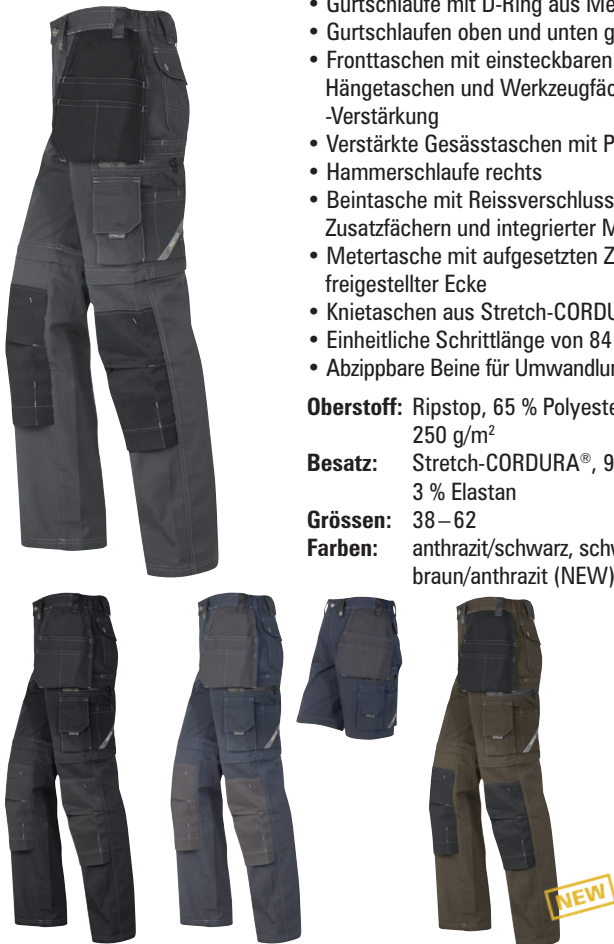 • Gurtschlaufe mit D-Ring aus Me
• Gurtschlaufen oben und unten g
• Fronttaschen mit einsteckbaren
Hängetaschen und Werkzeugfäc
-Verstärkung
• Verstärkte Gesässtaschen mit P
• Hammerschlaufe rechts
• Beintasche mit Reissverschluss
Zusatzfächern und integrierter M
• Metertasche mit aufgesetzten Z
freigestellter Ecke
• Knietaschen aus Stretch-CORDU
• Einheitliche Schrittlänge von 84
• Abzippbare Beine für Umwandlun
Oberstoff: Ripstop, 65 % Polyeste
250 g/m²
Besatz: Stretch-CORDURA®, 9
3 % Elastan
Grössen: 38–62
Farben: anthrazit/schwarz, schw
braun/anthrazit (NEW)
NEW